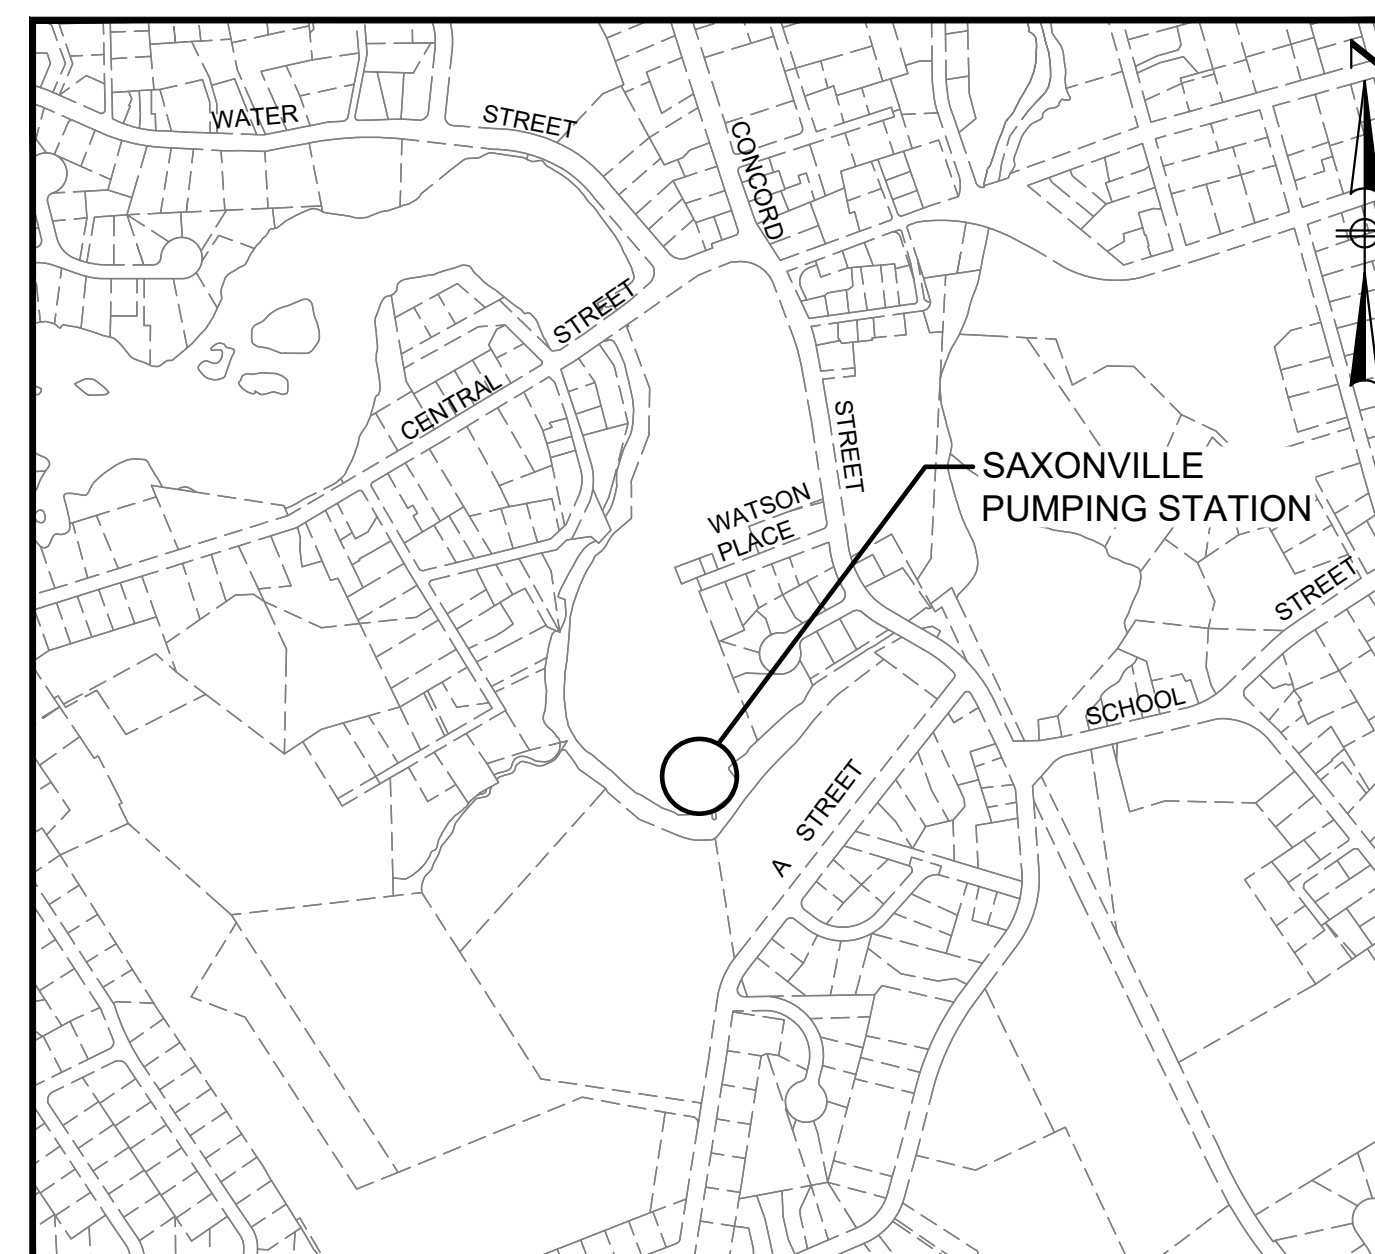 N
WATER
STREET
CONCORD
STREET
CENTRAL
STREET
SAXONVILLE
PUMPING STATION
WATSON
PLACE
STREET
SCHOOL
A STREET